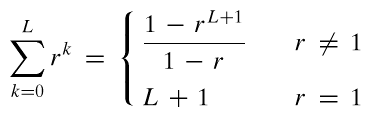 L
∑ r^k = { (1 − r^{L+1}) / (1 − r)    r ≠ 1
k=0
L + 1    r = 1